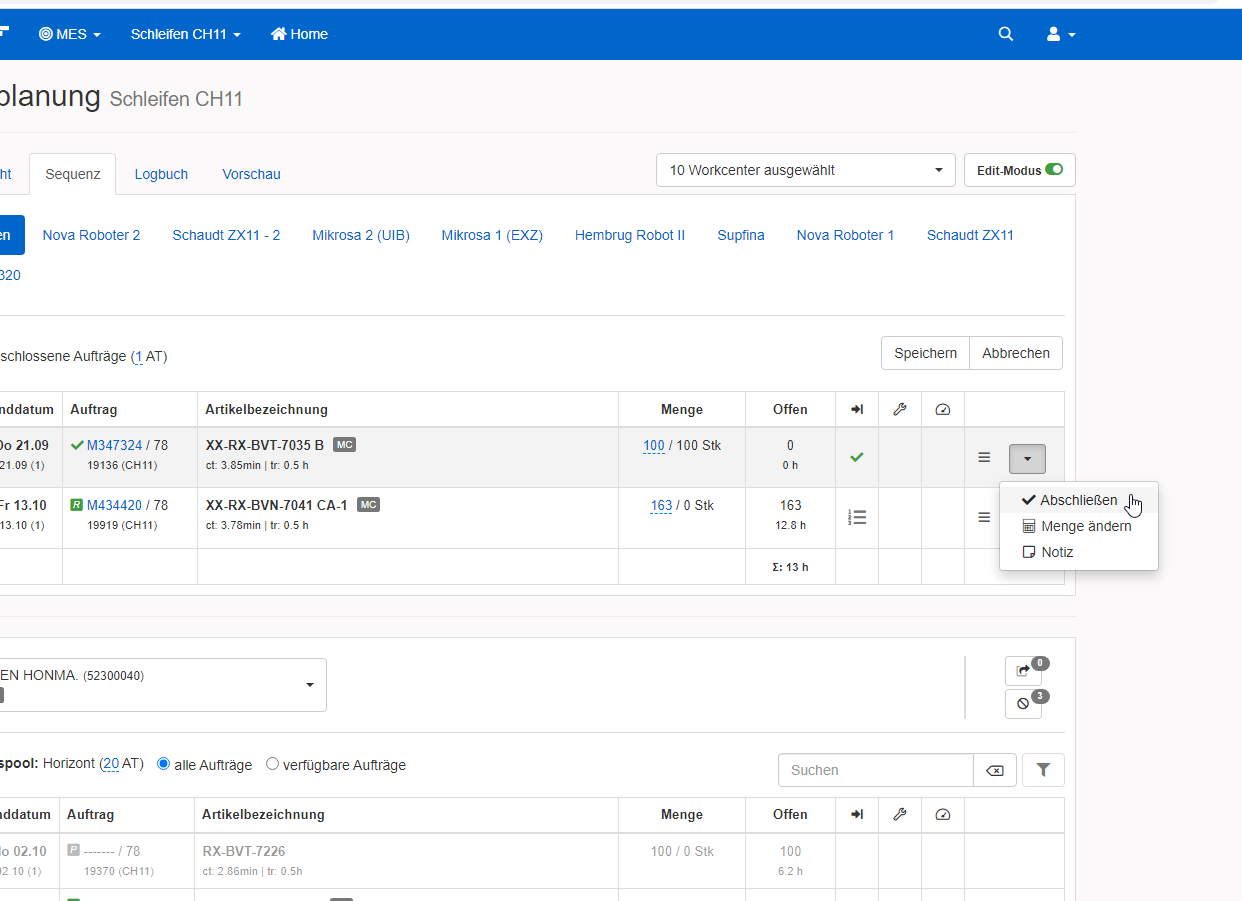 MES Schleifen CH11 Home
planung Schleifen CH11
ht Sequenz Logbuch Vorschau 10 Workcenter ausgewählt Edit-Modus
en Nova Roboter 2 Schaudt ZX11 - 2 Mikrosa 2 (UIB) Mikrosa 1 (EXZ) Hembrug Robot II Supfina Nova Roboter 1 Schaudt ZX11
320
schlossene Aufträge (1 AT) Speichern Abbrechen
nddatum Auftrag Artikelbezeichnung Menge Offen
Do 21.09 M347324 / 78 XX-RX-BVT-7035 B MC 100 / 100 Stk 0
21.09 (1) 19136 (CH11) ct: 3.85min | tr: 0.5 h 0 h
Fr 13.10 R M434420 / 78 XX-RX-BVN-7041 CA-1 MC 163 / 0 Stk 163
13.10 (1) 19919 (CH11) ct: 3.78min | tr: 0.5 h 12.8 h
Abschließen
Menge ändern
Notiz
Σ: 13 h
EN HONMA. (52300040)
0
3
spool: Horizont (20 AT) alle Aufträge verfügbare Aufträge Suchen
nddatum Auftrag Artikelbezeichnung Menge Offen
o 02.10 P ------- / 78 RX-BVT-7226 100 / 0 Stk 100
02.10 (1) 19370 (CH11) ct: 2.86min | tr: 0.5h 6.2 h